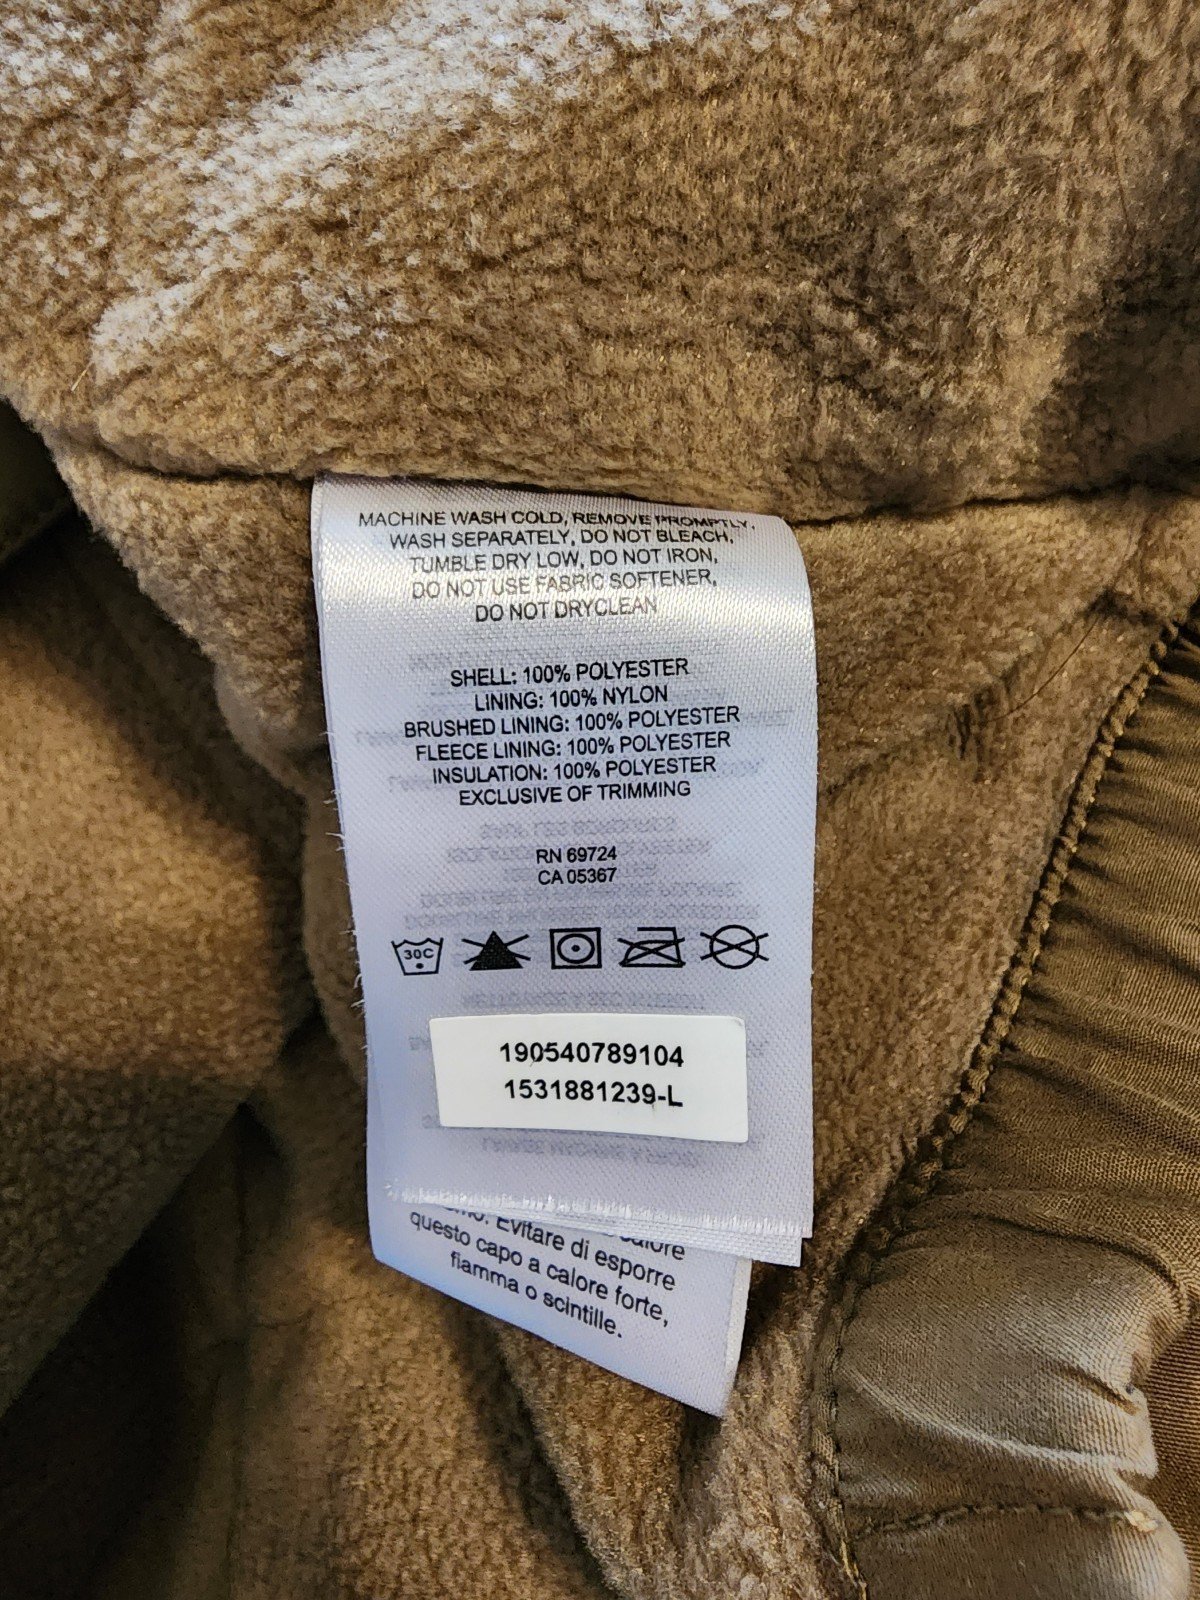 MACHINE WASH COLD, REMOVE PROMPTLY,
WASH SEPARATELY, DO NOT BLEACH,
TUMBLE DRY LOW, DO NOT IRON,
DO NOT USE FABRIC SOFTENER,
DO NOT DRYCLEAN
SHELL: 100% POLYESTER
LINING: 100% NYLON
BRUSHED LINING: 100% POLYESTER
FLEECE LINING: 100% POLYESTER
INSULATION: 100% POLYESTER
EXCLUSIVE OF TRIMMING
RN 69724
CA 05367
30C
190540789104
1531881239-L
Evitare di esporre
questo capo a calore forte,
fiamma o scintille.